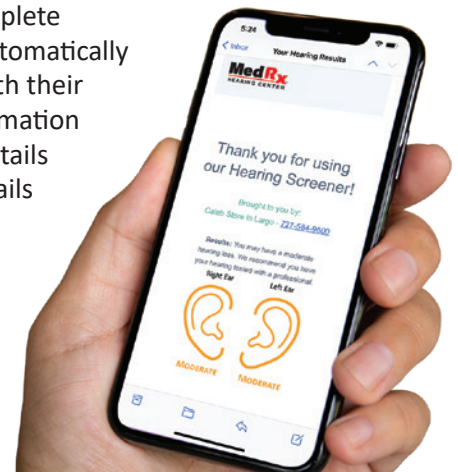 plete
tomatically
th their
mation
tails
ails
5:24
Inbox
Your Hearing Results
MedRx
HEARING CENTER
Thank you for using
our Hearing Screener!
Brought to you by:
Caleb Store in Largo - 727-584-9600
Results: You may have a moderate
hearing loss. We recommend you have
your hearing tested with a professional.
Right Ear
Left Ear
MODERATE
MODERATE